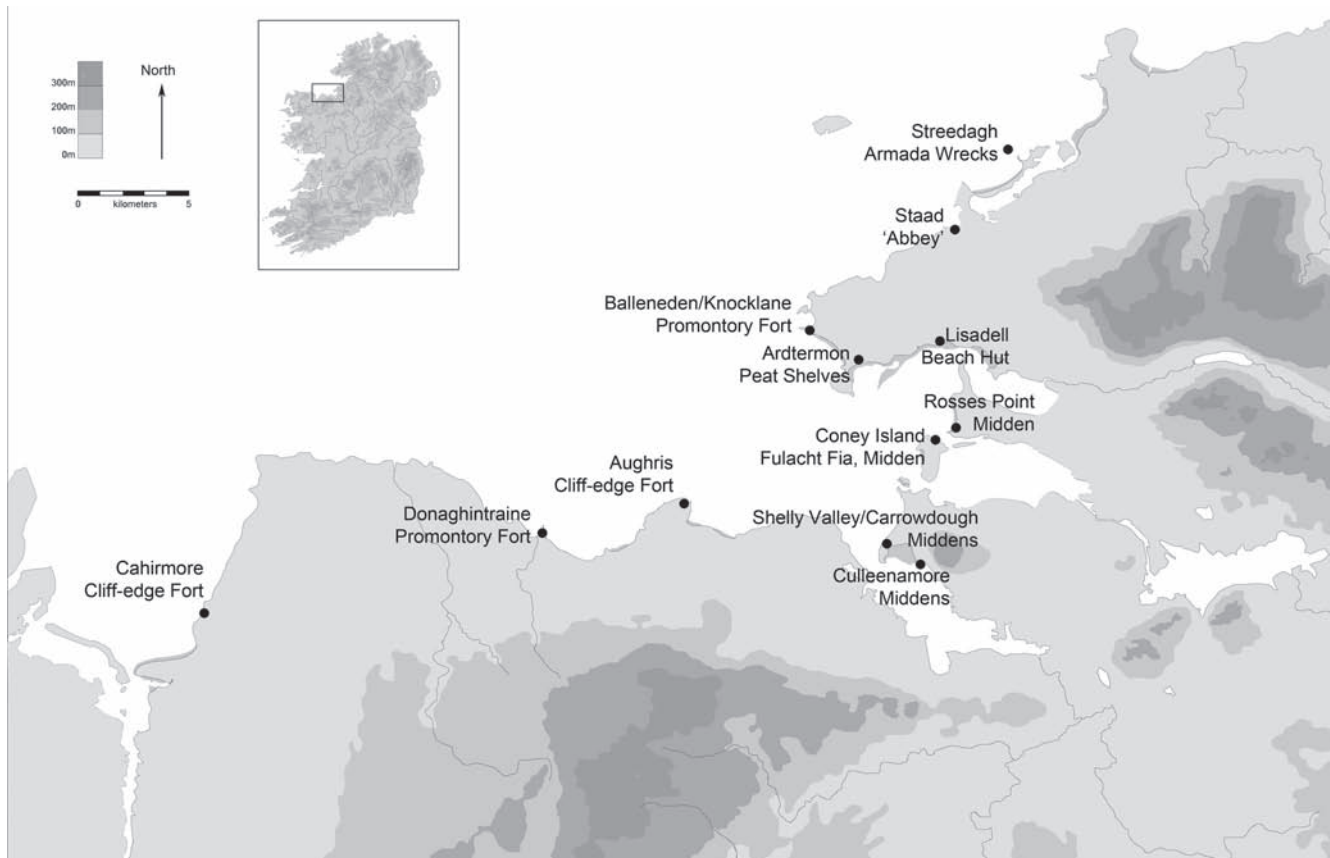 300m
200m
100m
0m
North
0
kilometers
5
Streedagh
Armada Wrecks
Staad
‘Abbey’
Balleneden/Knocklane
Promontory Fort
Ardtermon
Peat Shelves
Lisadell
Beach Hut
Rosses Point
Midden
Coney Island
Fulacht Fia, Midden
Aughris
Cliff-edge Fort
Donaghintraine
Promontory Fort
Shelly Valley/Carrowdough
Middens
Culleenamore
Middens
Cahirmore
Cliff-edge Fort